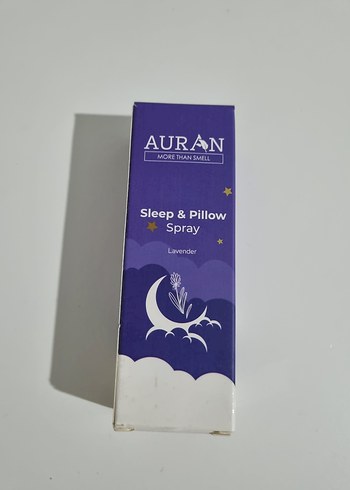 AURAN
MORE THAN SMELL
Sleep & Pillow
Spray
Lavender